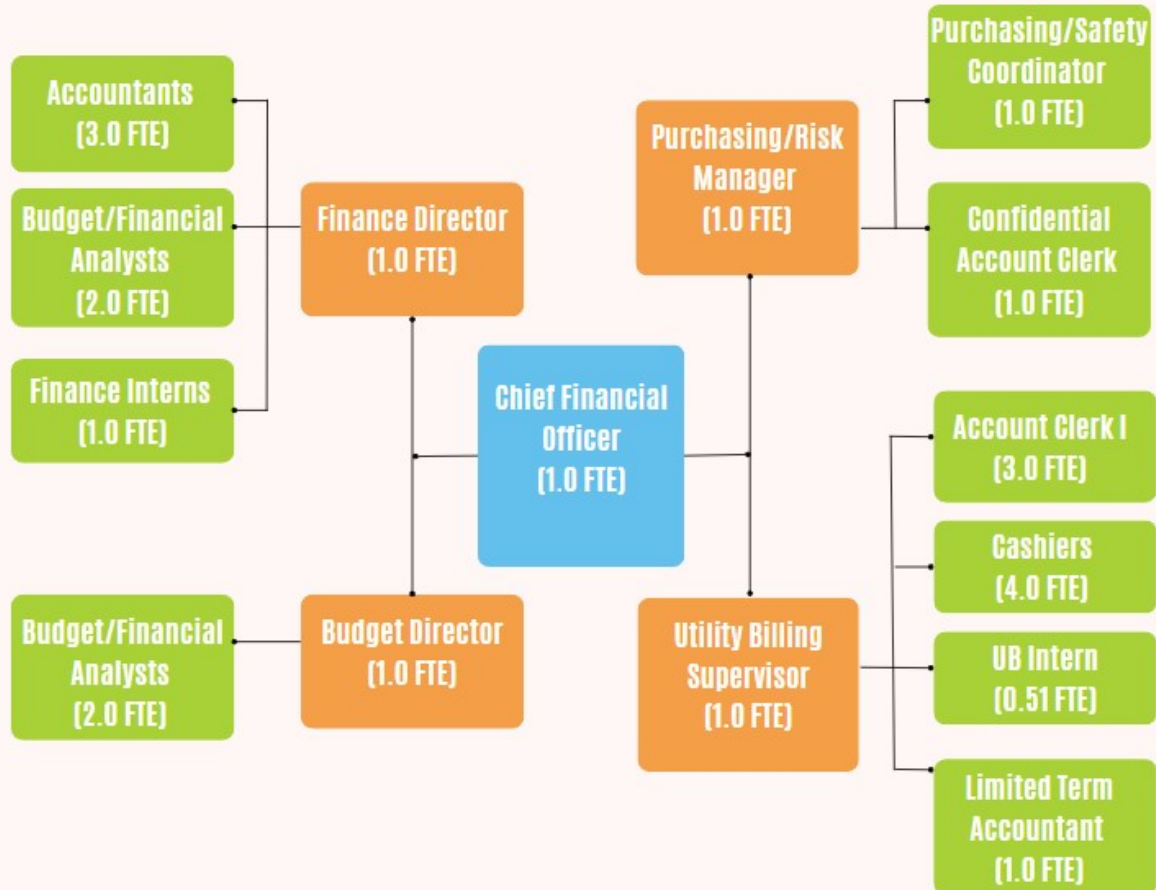 Accountants
(3.0 FTE)
Budget/Financial
Analysts
(2.0 FTE)
Finance Interns
(1.0 FTE)
Finance Director
(1.0 FTE)
Budget/Financial
Analysts
(2.0 FTE)
Budget Director
(1.0 FTE)
Chief Financial
Officer
(1.0 FTE)
Purchasing/Risk
Manager
(1.0 FTE)
Purchasing/Safety
Coordinator
(1.0 FTE)
Confidential
Account Clerk
(1.0 FTE)
Utility Billing
Supervisor
(1.0 FTE)
Account Clerk I
(3.0 FTE)
Cashiers
(4.0 FTE)
UB Intern
(0.51 FTE)
Limited Term
Accountant
(1.0 FTE)